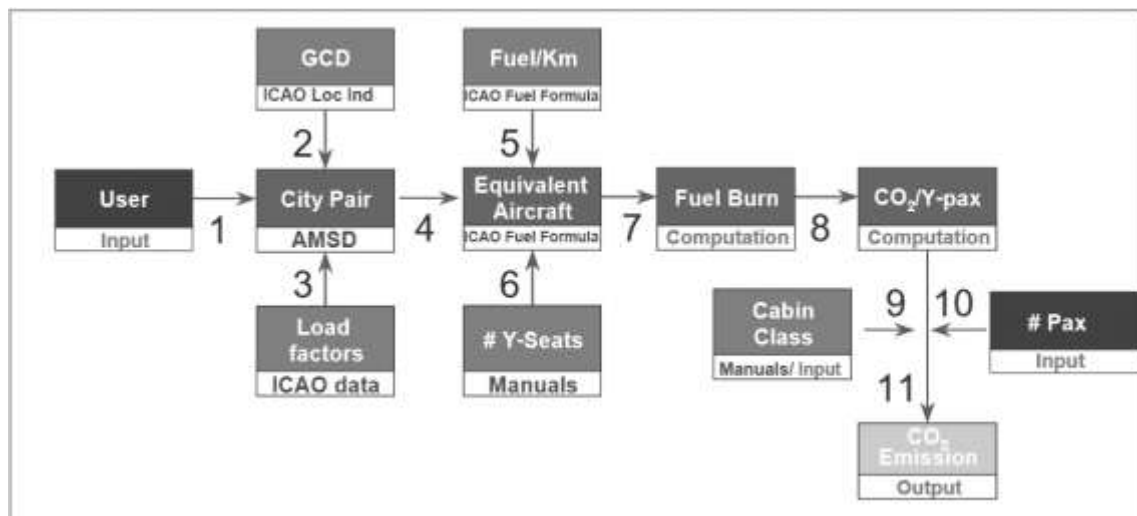 GCD
ICAO Loc Ind
Fuel/Km
ICAO Fuel Formula
2
5
User
Input
1
City Pair
AMSD
4
Equivalent
Aircraft
ICAO Fuel Formula
7
Fuel Burn
Computation
8
CO₂/Y-pax
Computation
3
6
Load
factors
ICAO data
# Y-Seats
Manuals
Cabin
Class
Manuals/ Input
9
10
# Pax
Input
11
CO₂
Emission
Output